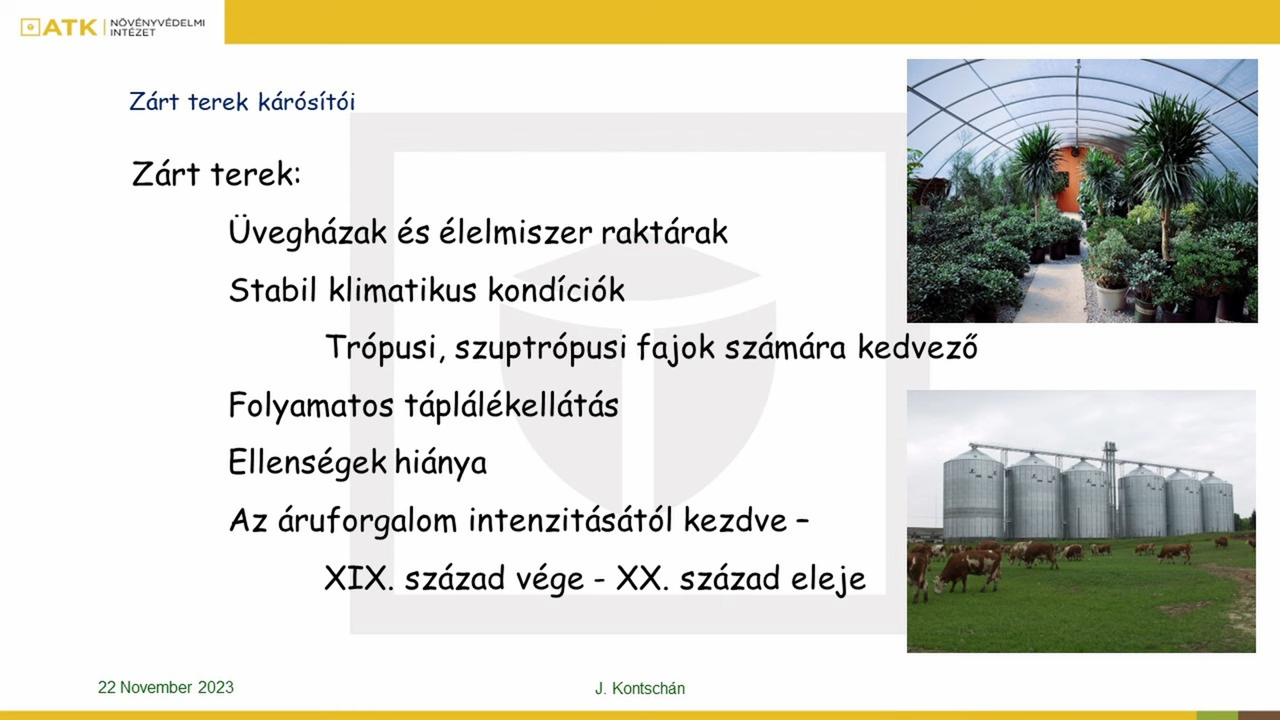 ATK NÖVÉNYVÉDELMI
INTÉZET
Zárt terek kárósítói
Zárt terek:
Üvegházak és élelmiszer raktárak
Stabil klimatikus kondíciók
Trópusi, szuptrópusi fajok számára kedvező
Folyamatos táplálékellátás
Ellenségek hiánya
Az áruforgalom intenzitásától kezdve –
XIX. század vége - XX. század eleje
22 November 2023
J. Kontschán